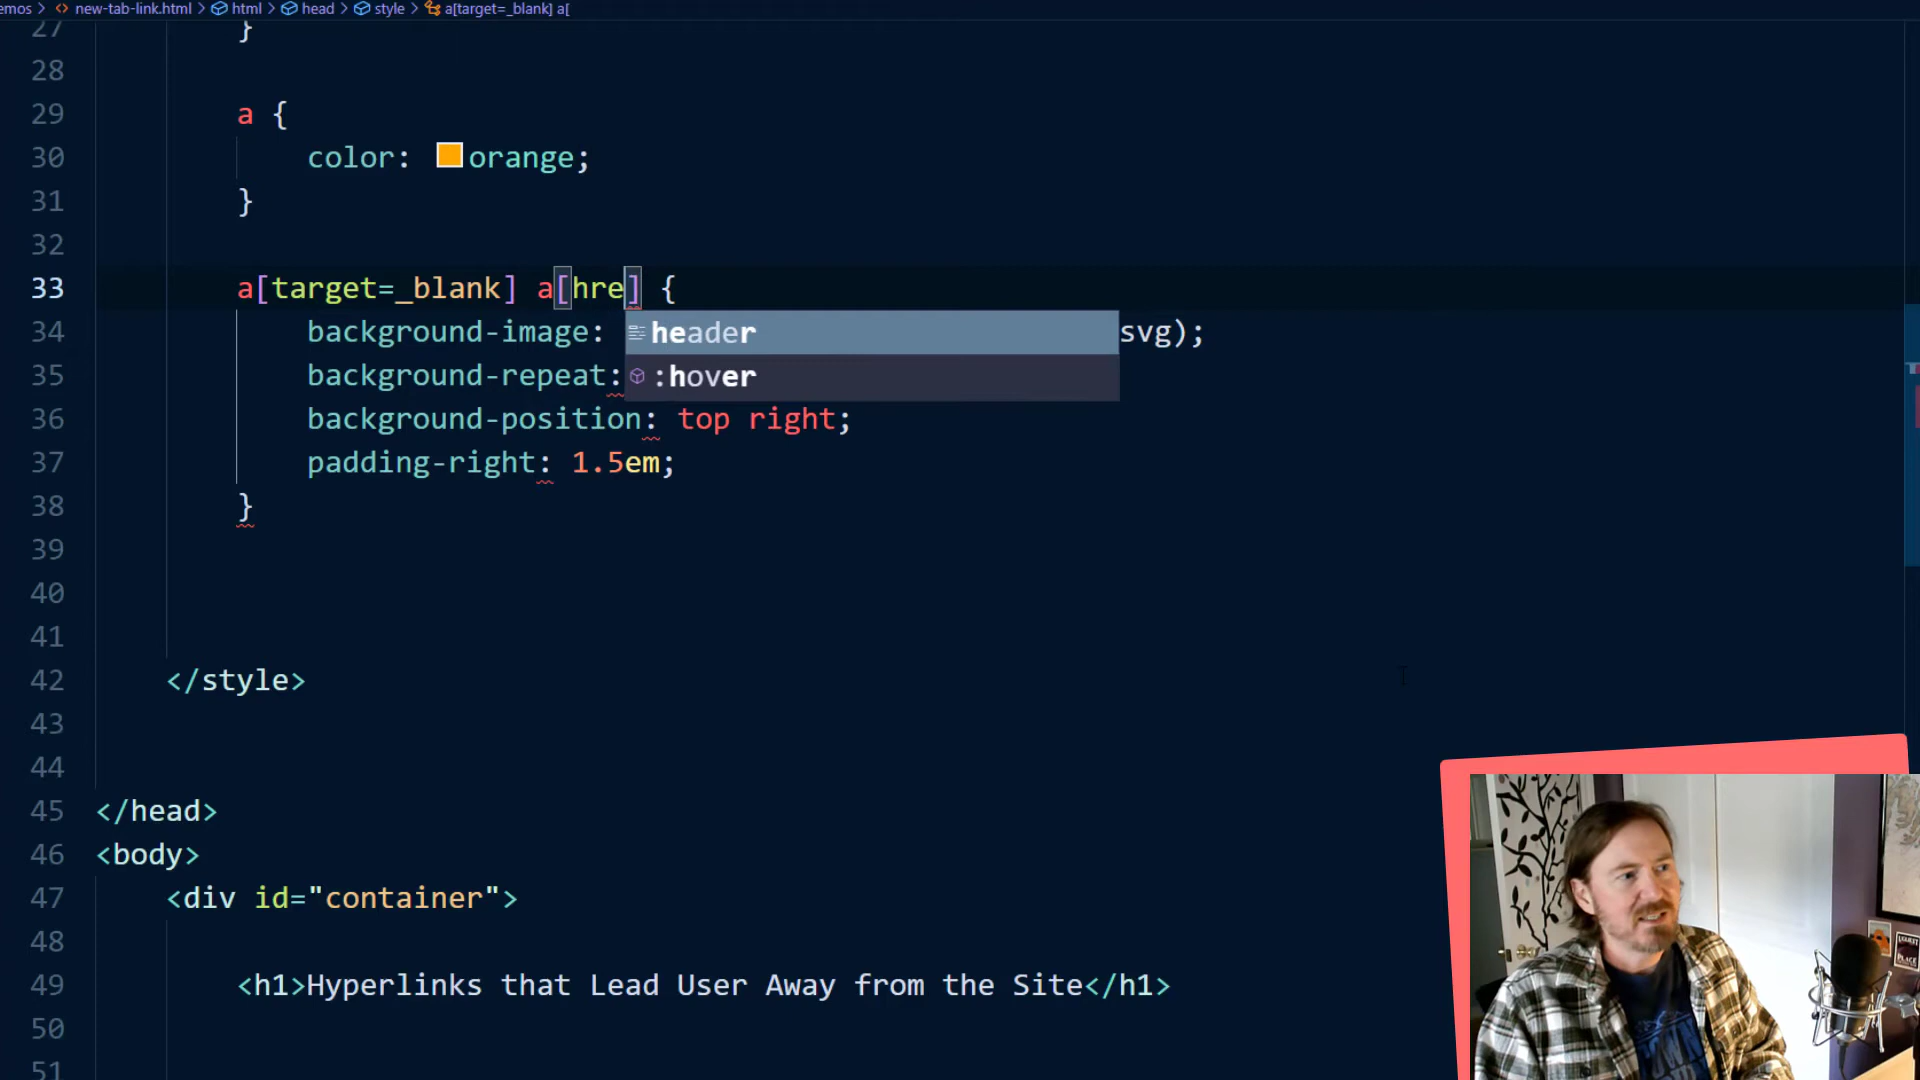 emos > new-tab-link.html > html > head > style > a[target=_blank] a[
27 }
28
29 a {
30 color: orange;
31 }
32
33 a[target=_blank] a[hre] {
34 background-image: svg);
header
35 background-repeat:
:hover
36 background-position: top right;
37 padding-right: 1.5em;
38 }
39
40
41
42 </style>
43
44
45 </head>
46 <body>
47 <div id="container">
48
49 <h1>Hyperlinks that Lead User Away from the Site</h1>
50
51